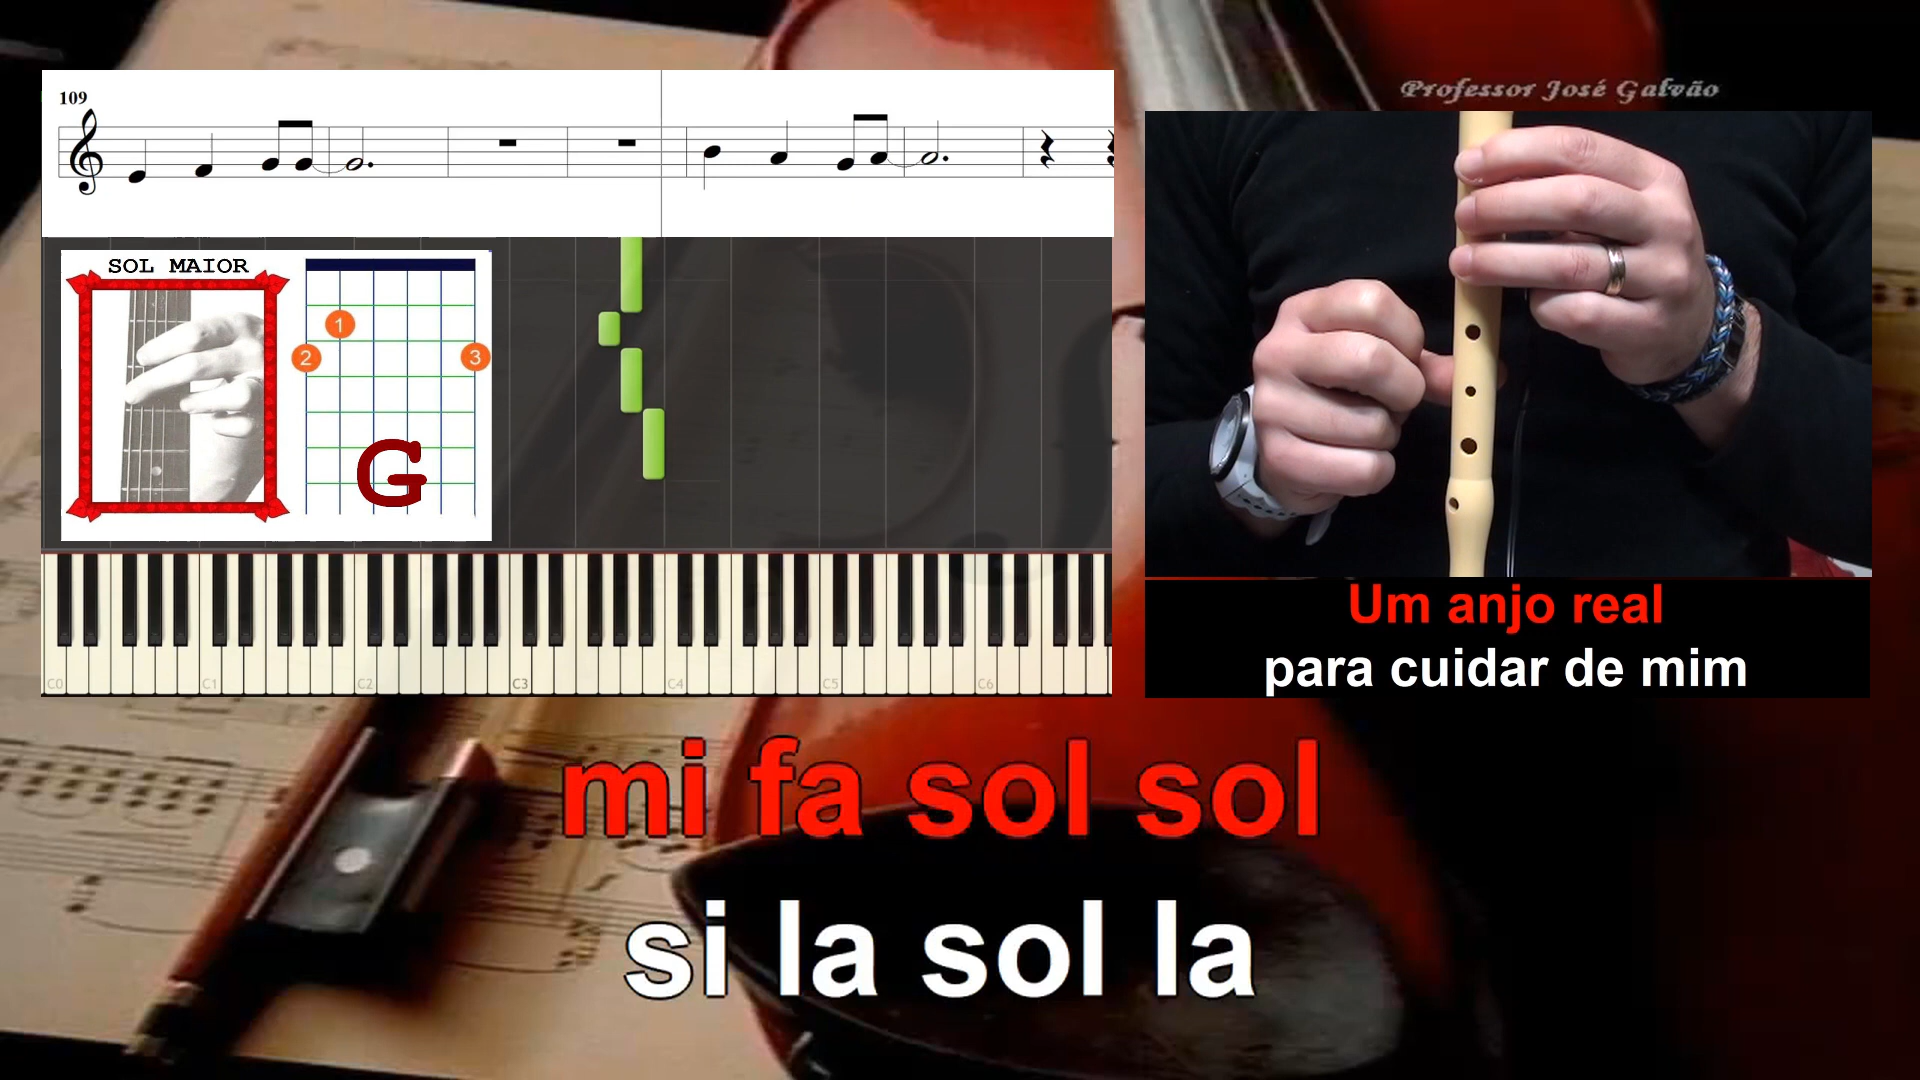 Professor José Galvão
109
SOL MAIOR
1
2
3
G
C0 C1 C2 C3 C4 C5 C6
Um anjo real
para cuidar de mim
mi fa sol sol
si la sol la